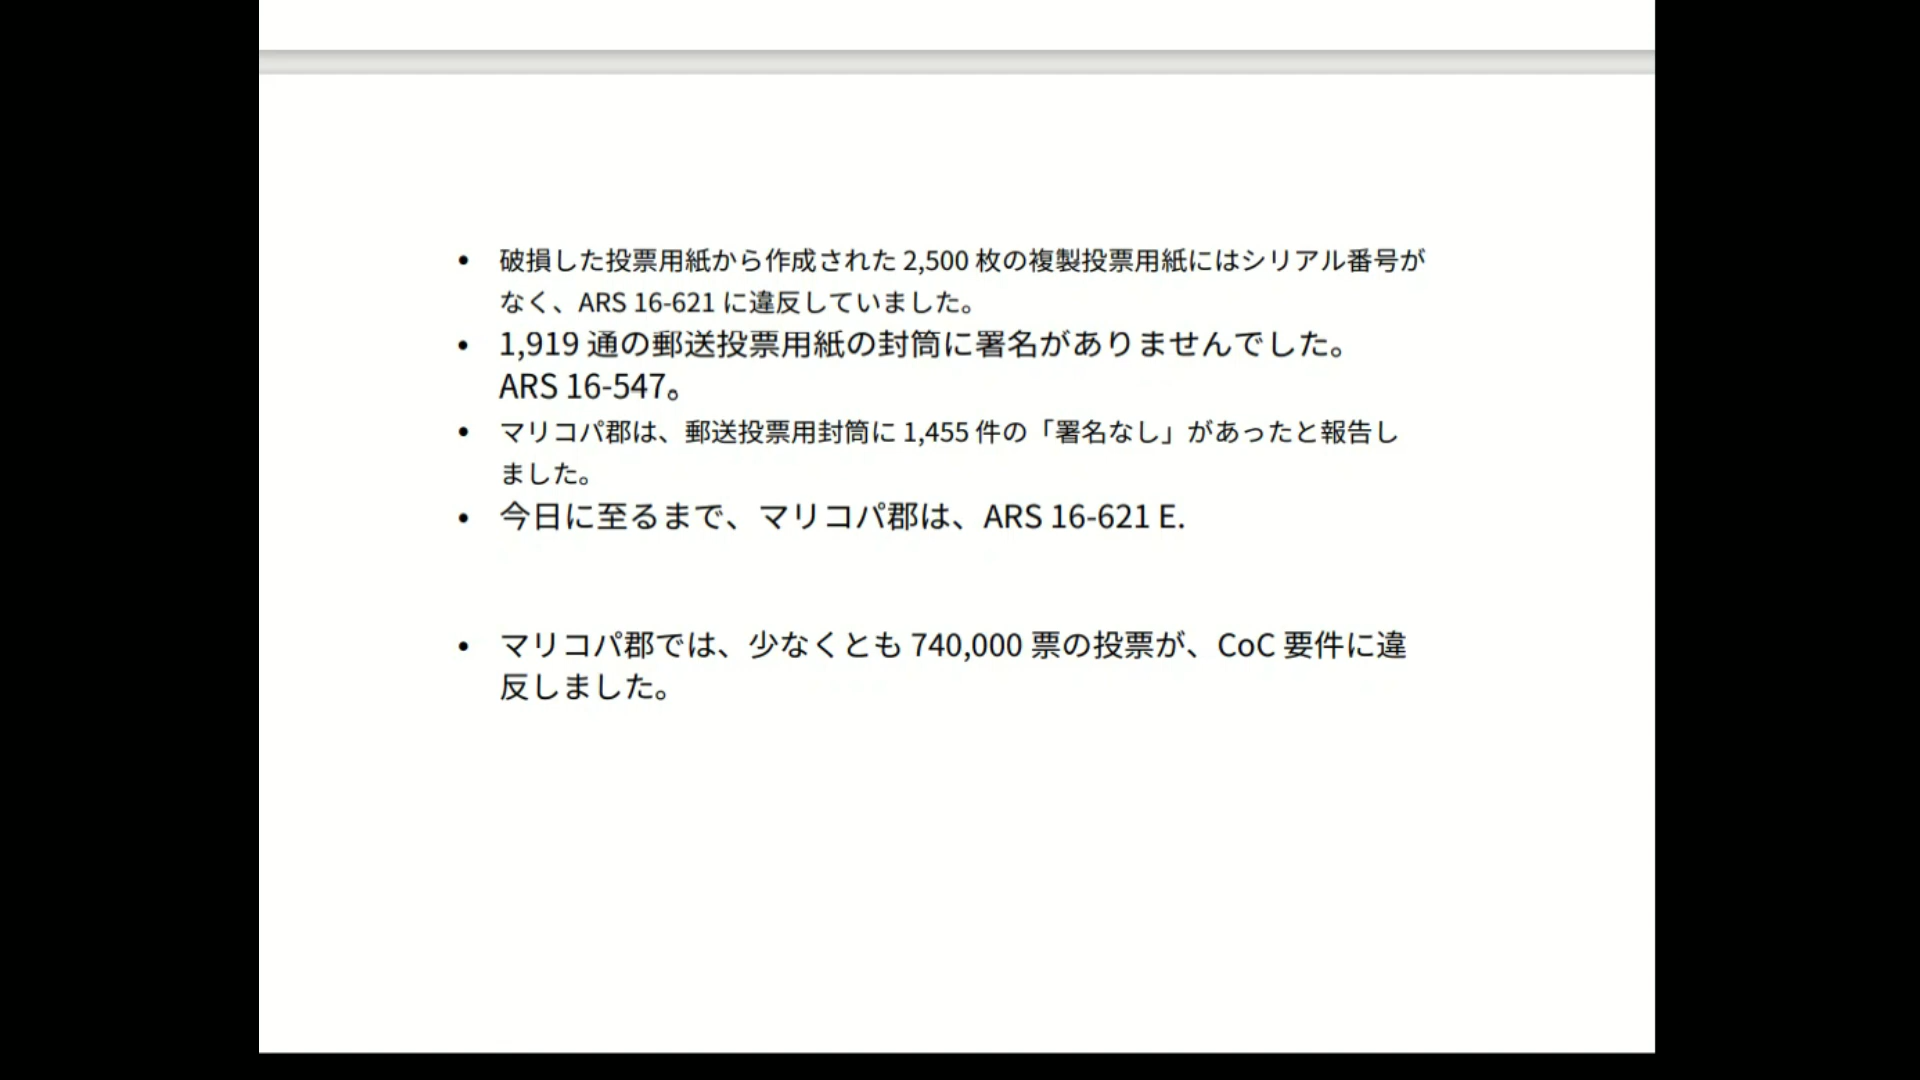 • 破損した投票用紙から作成された 2,500 枚の複製投票用紙にはシリアル番号が
なく、ARS 16-621 に違反していました。
• 1,919 通の郵送投票用紙の封筒に署名がありませんでした。
ARS 16-547。
• マリコパ郡は、郵送投票用封筒に 1,455 件の「署名なし」があったと報告し
ました。
• 今日に至るまで、マリコパ郡は、ARS 16-621 E.
• マリコパ郡では、少なくとも 740,000 票の投票が、CoC 要件に違
反しました。